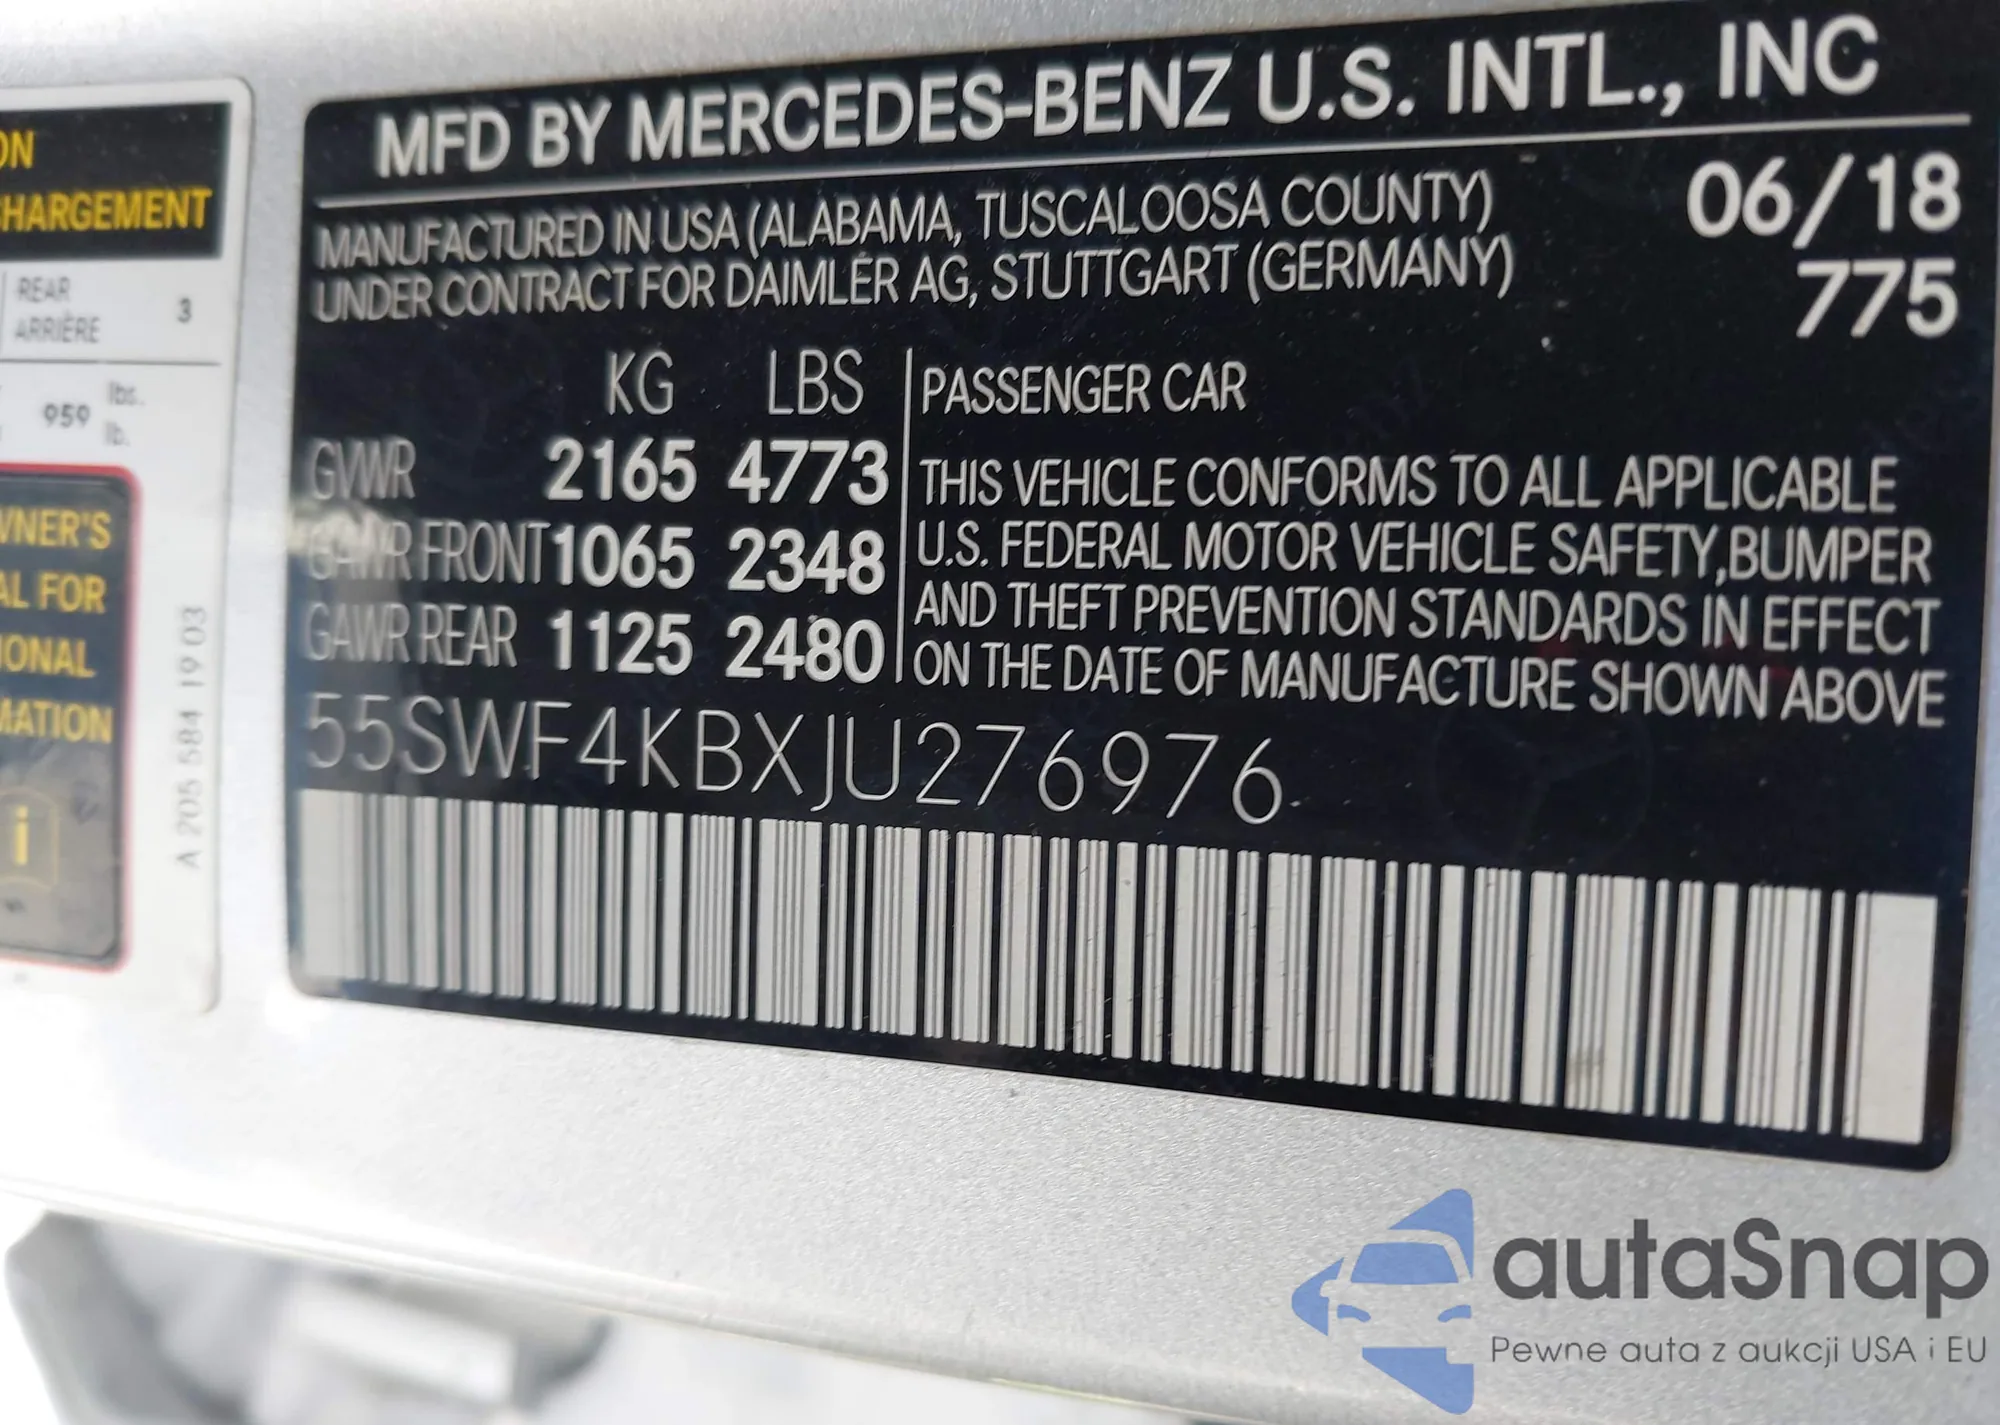 ON
CHARGEMENT
REAR
ARRIÈRE 3
959 lbs.
lb.
WNER'S
AL FOR
IONAL
MATION
i
A 205 584 19 03
MFD BY MERCEDES-BENZ U.S. INTL., INC
MANUFACTURED IN USA (ALABAMA, TUSCALOOSA COUNTY) 06/18
UNDER CONTRACT FOR DAIMLER AG, STUTTGART (GERMANY) 775
KG LBS
GVWR 2165 4773
GAWR FRONT 1065 2348
GAWR REAR 1125 2480
PASSENGER CAR
THIS VEHICLE CONFORMS TO ALL APPLICABLE
U.S. FEDERAL MOTOR VEHICLE SAFETY,BUMPER
AND THEFT PREVENTION STANDARDS IN EFFECT
ON THE DATE OF MANUFACTURE SHOWN ABOVE
55SWF4KBXJU276976
autaSnap
Pewne auta z aukcji USA i EU